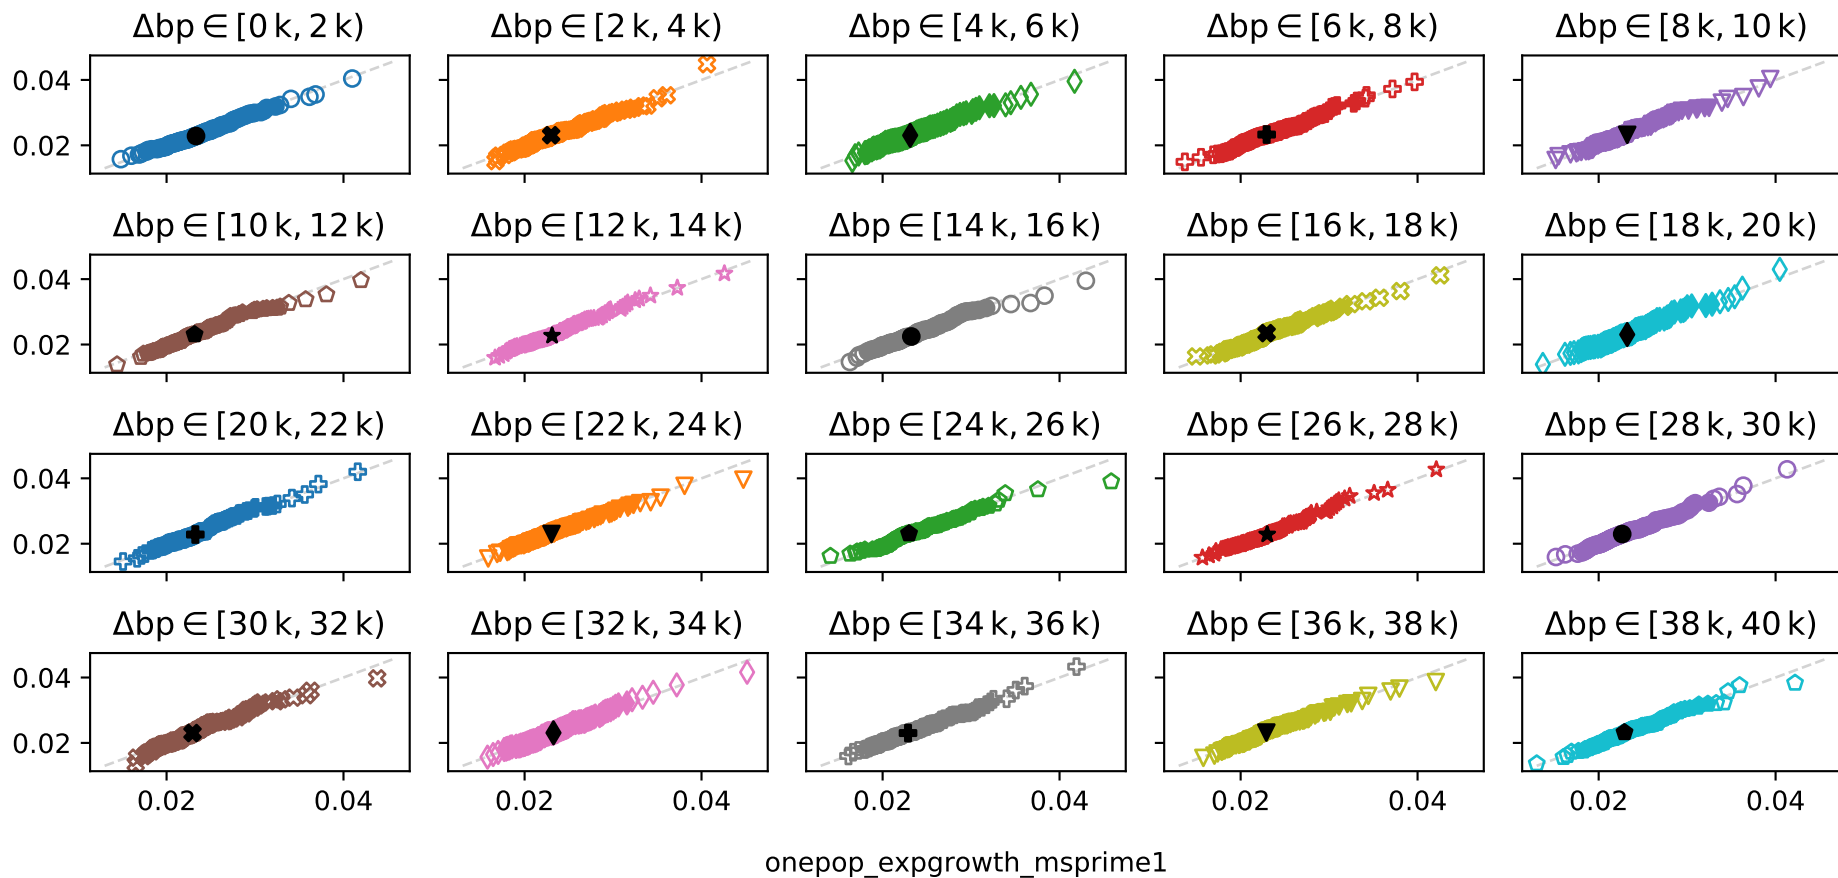 Δbp ∈ [0 k, 2 k) Δbp ∈ [2 k, 4 k) Δbp ∈ [4 k, 6 k) Δbp ∈ [6 k, 8 k) Δbp ∈ [8 k, 10 k)
0.04
0.02
Δbp ∈ [10 k, 12 k) Δbp ∈ [12 k, 14 k) Δbp ∈ [14 k, 16 k) Δbp ∈ [16 k, 18 k) Δbp ∈ [18 k, 20 k)
0.04
0.02
Δbp ∈ [20 k, 22 k) Δbp ∈ [22 k, 24 k) Δbp ∈ [24 k, 26 k) Δbp ∈ [26 k, 28 k) Δbp ∈ [28 k, 30 k)
0.04
0.02
Δbp ∈ [30 k, 32 k) Δbp ∈ [32 k, 34 k) Δbp ∈ [34 k, 36 k) Δbp ∈ [36 k, 38 k) Δbp ∈ [38 k, 40 k)
0.04
0.02
0.02 0.04 0.02 0.04 0.02 0.04 0.02 0.04 0.02 0.04
onepop_expgrowth_msprime1